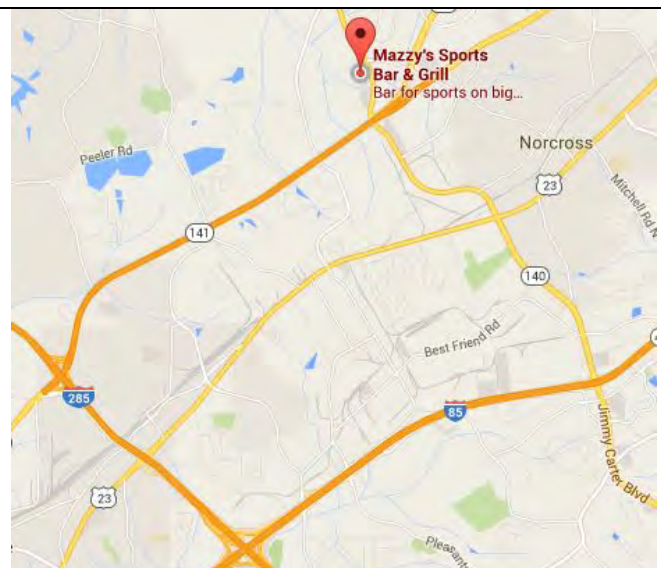 Mazzy's Sports
Bar & Grill
Bar for sports on big...
Norcross
Peeler Rd
23
Mitchell Rd N
141
140
Best Friend Rd
285
85
Jimmy Carter Blvd
23